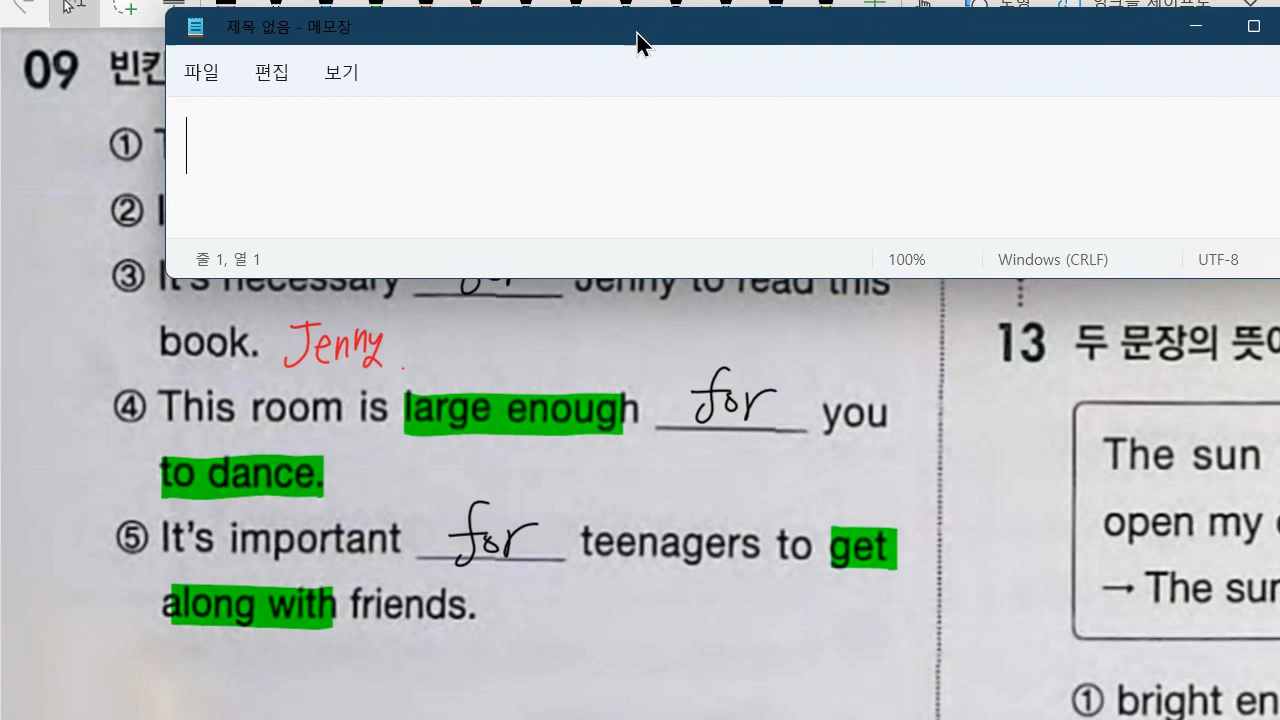 제목 없음 - 메모장
파일 편집 보기
줄 1, 열 1 100% Windows (CRLF) UTF-8
09 빈칸
①
②
③ It's necessary for Jenny to read this
book. Jenny
④ This room is large enough for you
to dance.
⑤ It's important for teenagers to get
along with friends.
13 두 문장의 뜻이
The sun
open my
→ The sun
① bright en